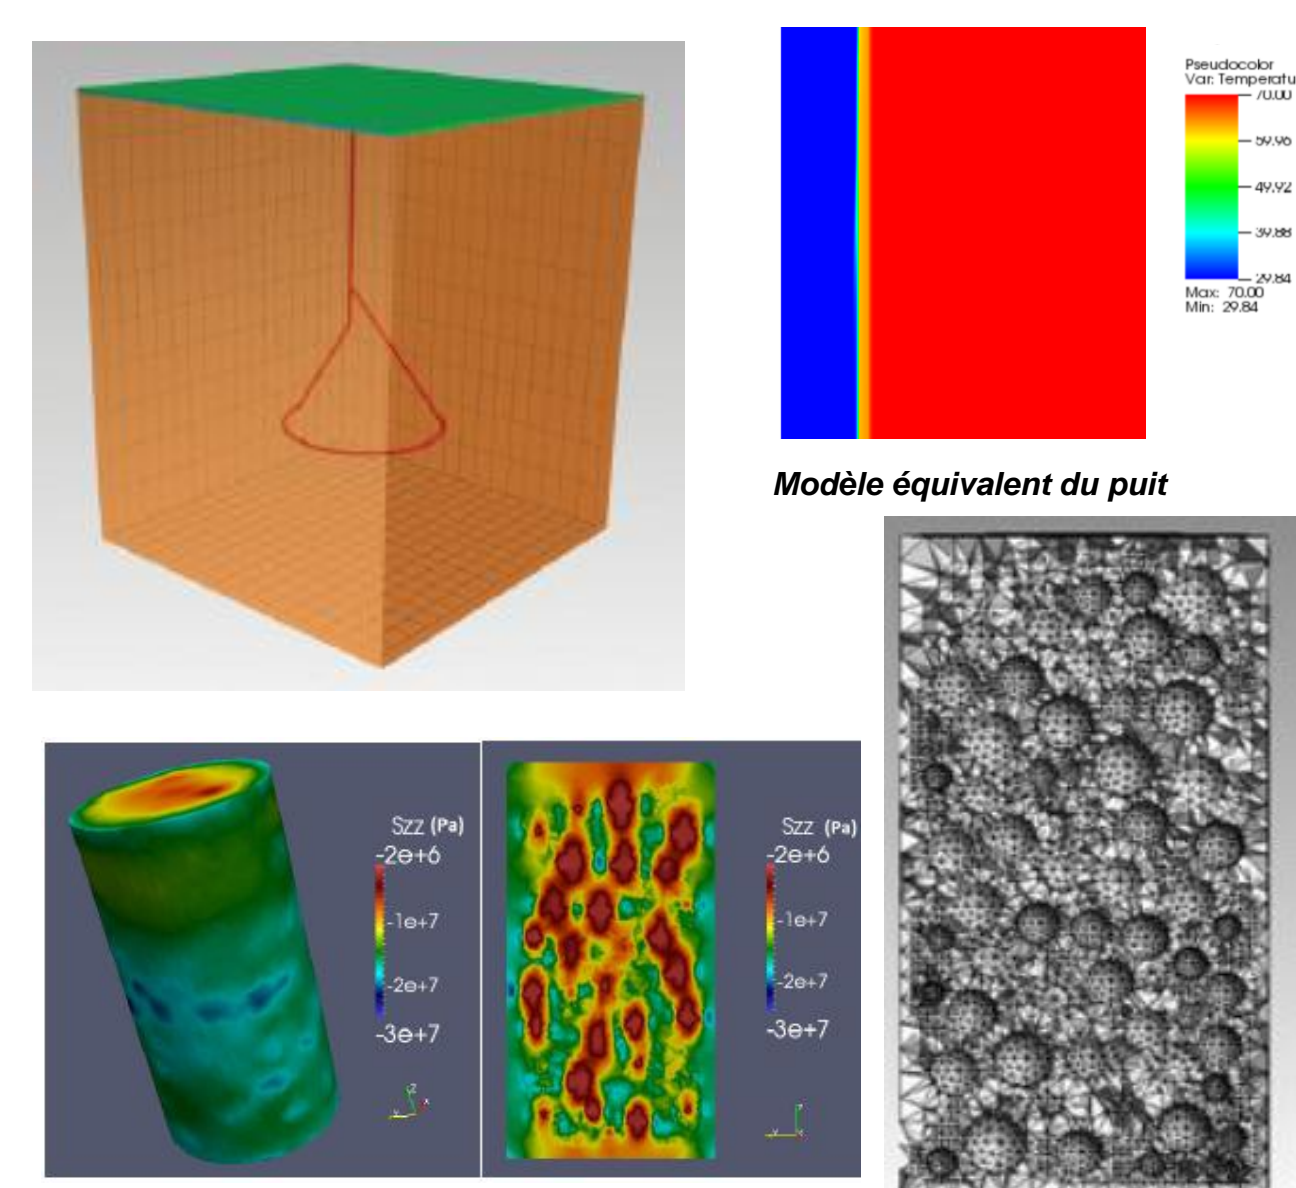 Pseudocolor
Var: Temperatu
70.00
59.96
49.92
39.88
29.84
Max: 70.00
Min: 29.84
Modèle équivalent du puit
Szz (Pa)
-2e+6
-1e+7
-2e+7
-3e+7
Szz (Pa)
-2e+6
-1e+7
-2e+7
-3e+7